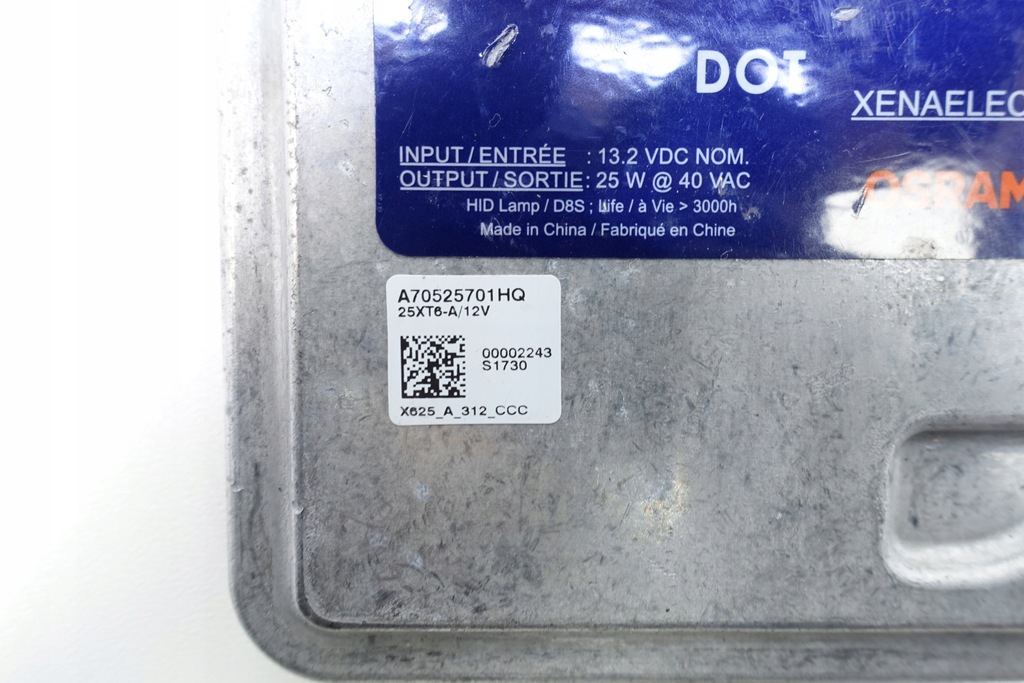 DOT
XENAELEC
INPUT / ENTRÉE : 13.2 VDC NOM.
OUTPUT / SORTIE : 25 W @ 40 VAC
OSRAM
HID Lamp / D8S ; Life / à Vie > 3000h
Made in China / Fabriqué en Chine
A70525701HQ
25XT6-A/12V
00002243
S1730
X625_A_312_CCC